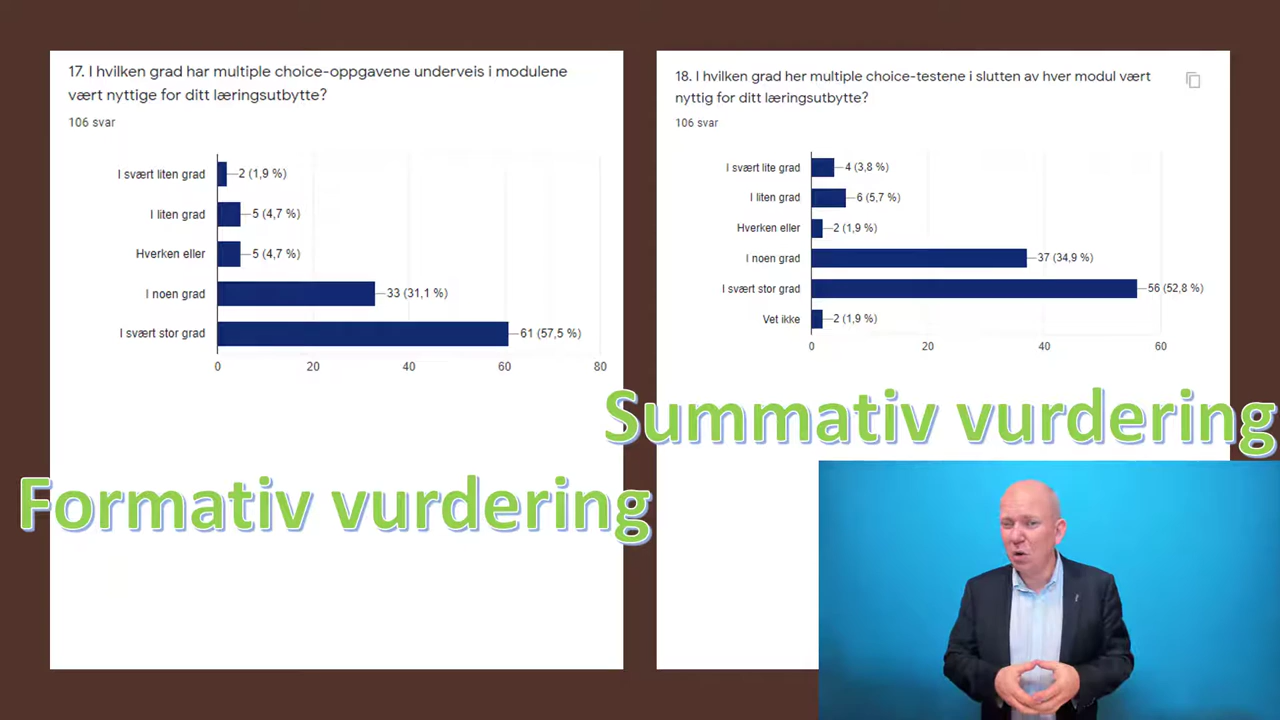 17. I hvilken grad har multiple choice-oppgavene underveis i modulene
vært nyttige for ditt læringsutbytte?
106 svar
I svært liten grad
2 (1,9 %)
I liten grad
5 (4,7 %)
Hverken eller
5 (4,7 %)
I noen grad
33 (31,1 %)
I svært stor grad
61 (57,5 %)
0 20 40 60 80
18. I hvilken grad her multiple choice-testene i slutten av hver modul vært
nyttig for ditt læringsutbytte?
106 svar
I svært lite grad
4 (3,8 %)
I liten grad
6 (5,7 %)
Hverken eller
2 (1,9 %)
I noen grad
37 (34,9 %)
I svært stor grad
56 (52,8 %)
Vet ikke
2 (1,9 %)
0 20 40 60
Summativ vurdering
Formativ vurdering